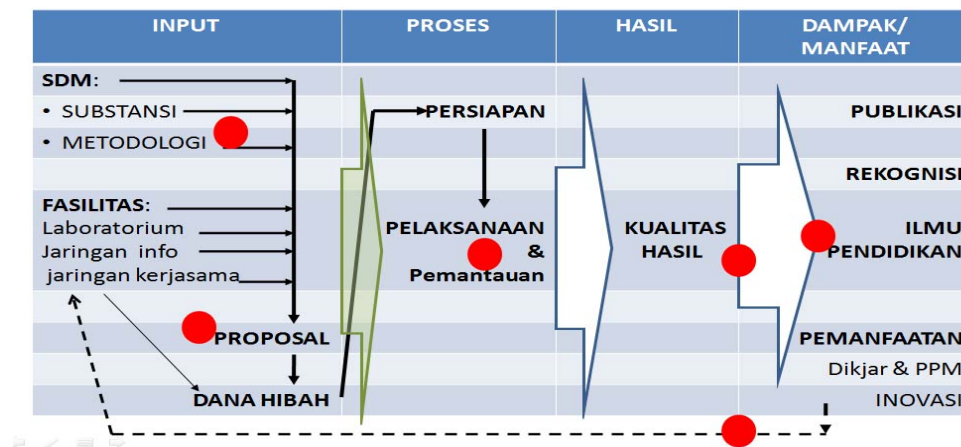 INPUT
PROSES
HASIL
DAMPAK/
MANFAAT
SDM:
• SUBSTANSI
• METODOLOGI
FASILITAS:
Laboratorium
Jaringan info
jaringan kerjasama
PROPOSAL
DANA HIBAH
PERSIAPAN
PELAKSANAAN
&
Pemantauan
KUALITAS
HASIL
PUBLIKASI
REKOGNISI
ILMU
PENDIDIKAN
PEMANFAATAN
Dikjar & PPM
INOVASI